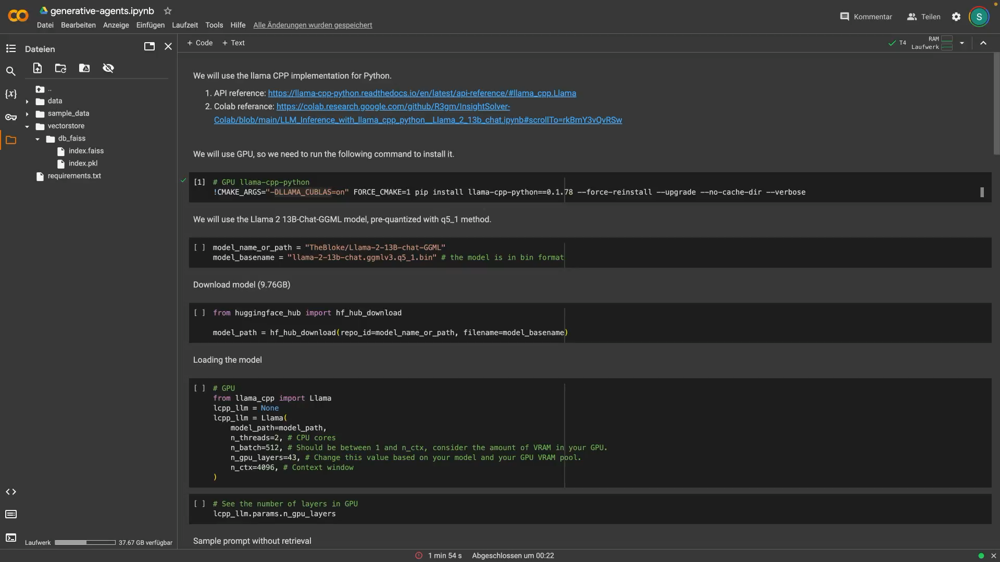 generative-agents.ipynb
Datei Bearbeiten Anzeige Einfügen Laufzeit Tools Hilfe Alle Änderungen wurden gespeichert
Kommentar Teilen S
Dateien
..
data
sample_data
vectorstore
db_faiss
index.faiss
index.pkl
requirements.txt
Laufwerk 37.67 GB verfügbar
+ Code + Text
T4 RAM
Laufwerk
We will use the llama CPP implementation for Python.
1. API reference: https://llama-cpp-python.readthedocs.io/en/latest/api-reference/#llama_cpp.Llama
2. Colab referance: https://colab.research.google.com/github/R3gm/InsightSolver-
Colab/blob/main/LLM_Inference_with_llama_cpp_python__Llama_2_13b_chat.ipynb#scrollTo=rkBmY3vQvRSw
We will use GPU, so we need to run the following command to install it.
[1] # GPU llama-cpp-python
!CMAKE_ARGS="-DLLAMA_CUBLAS=on" FORCE_CMAKE=1 pip install llama-cpp-python==0.1.78 --force-reinstall --upgrade --no-cache-dir --verbose
We will use the Llama 2 13B-Chat-GGML model, pre-quantized with q5_1 method.
[ ] model_name_or_path = "TheBloke/Llama-2-13B-chat-GGML"
model_basename = "llama-2-13b-chat.ggmlv3.q5_1.bin" # the model is in bin format
Download model (9.76GB)
[ ] from huggingface_hub import hf_hub_download
model_path = hf_hub_download(repo_id=model_name_or_path, filename=model_basename)
Loading the model
[ ] # GPU
from llama_cpp import Llama
lcpp_llm = None
lcpp_llm = Llama(
model_path=model_path,
n_threads=2, # CPU cores
n_batch=512, # Should be between 1 and n_ctx, consider the amount of VRAM in your GPU.
n_gpu_layers=43, # Change this value based on your model and your GPU VRAM pool.
n_ctx=4096, # Context window
)
[ ] # See the number of layers in GPU
lcpp_llm.params.n_gpu_layers
Sample prompt without retrieval
1 min 54 s Abgeschlossen um 00:22